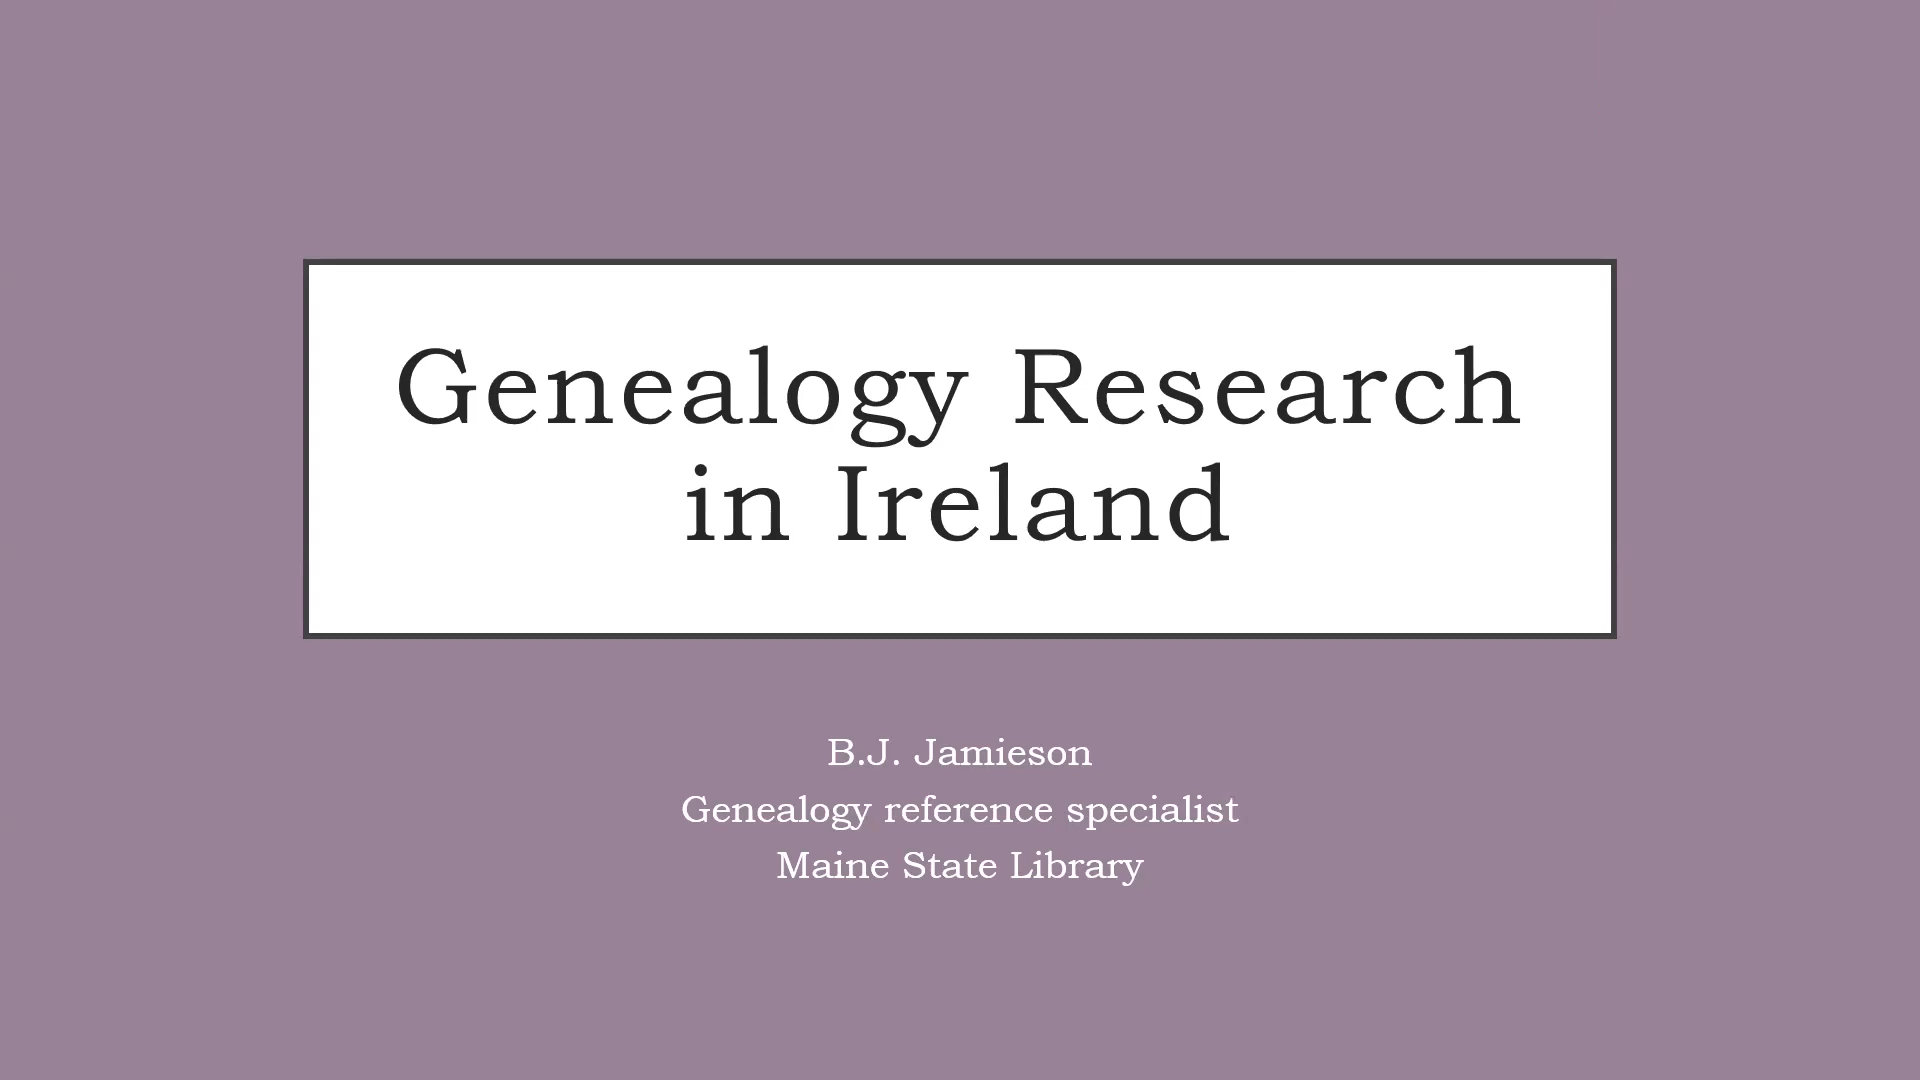 Genealogy Research
in Ireland
B.J. Jamieson
Genealogy reference specialist
Maine State Library